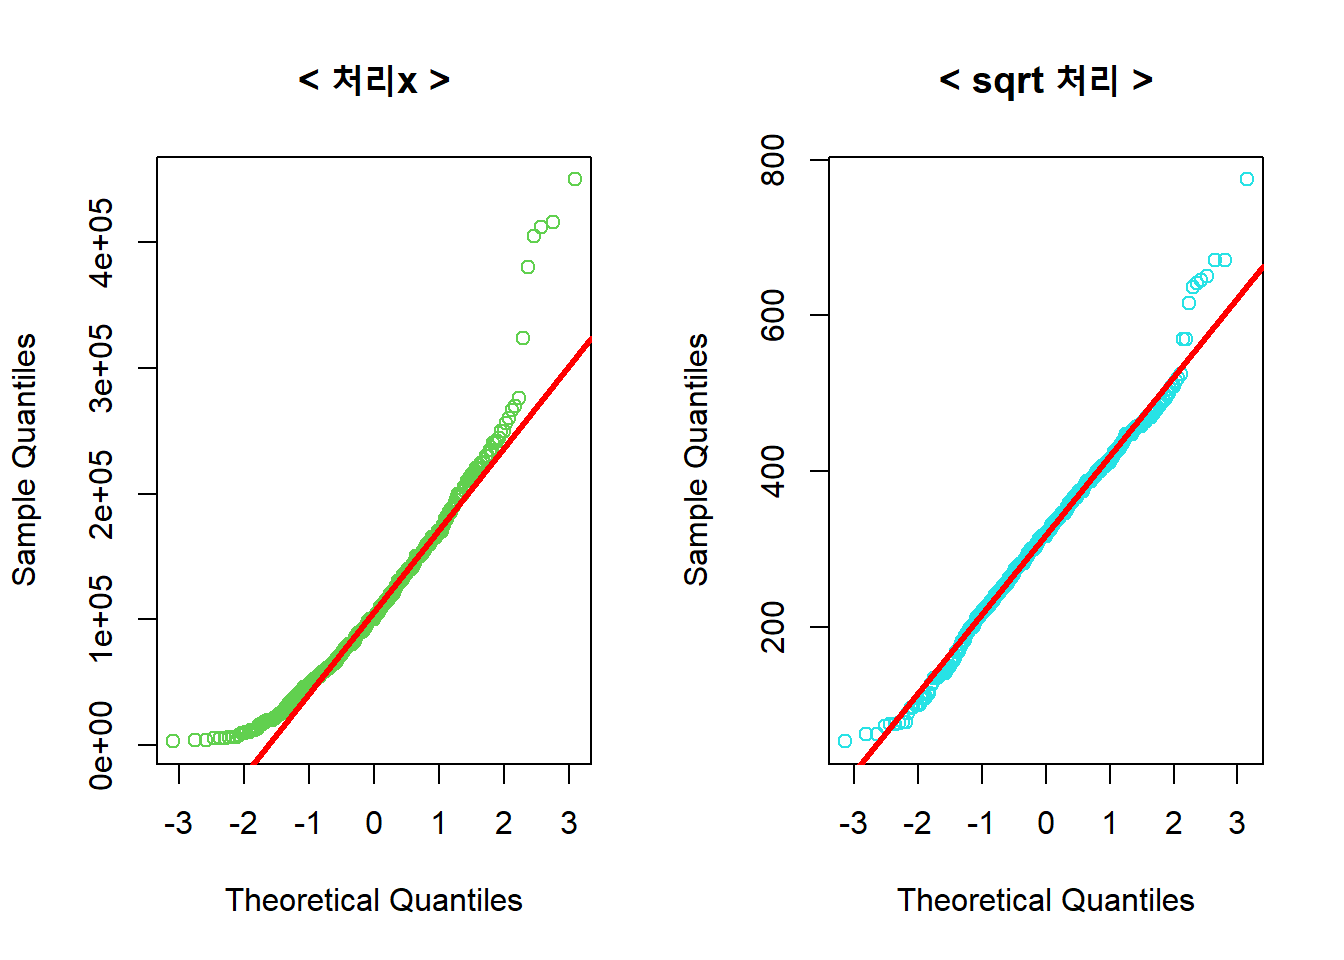 < 처리x >
Sample Quantiles
4e+05
3e+05
2e+05
1e+05
0e+00
-3 -2 -1 0 1 2 3
Theoretical Quantiles
< sqrt 처리 >
Sample Quantiles
800
600
400
200
-3 -2 -1 0 1 2 3
Theoretical Quantiles